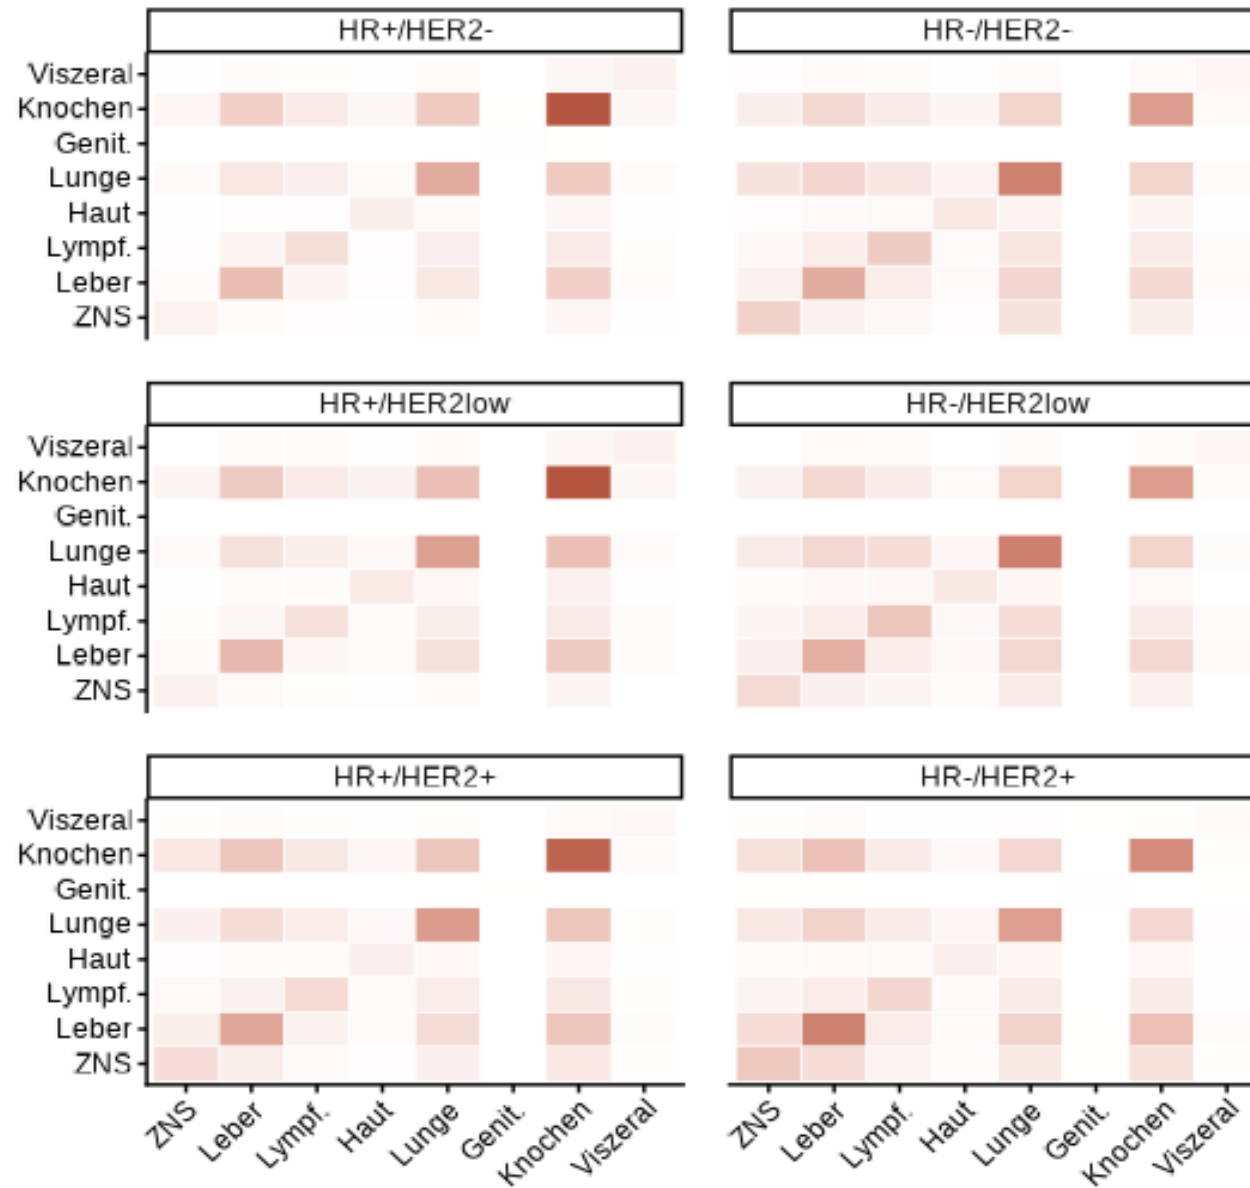 HR+/HER2- HR-/HER2-
Viszeral
Knochen
Genit.
Lunge
Haut
Lympf.
Leber
ZNS
HR+/HER2low HR-/HER2low
Viszeral
Knochen
Genit.
Lunge
Haut
Lympf.
Leber
ZNS
HR+/HER2+ HR-/HER2+
Viszeral
Knochen
Genit.
Lunge
Haut
Lympf.
Leber
ZNS
ZNS Leber Lympf. Haut Lunge Genit. Knochen Viszeral ZNS Leber Lympf. Haut Lunge Genit. Knochen Viszeral